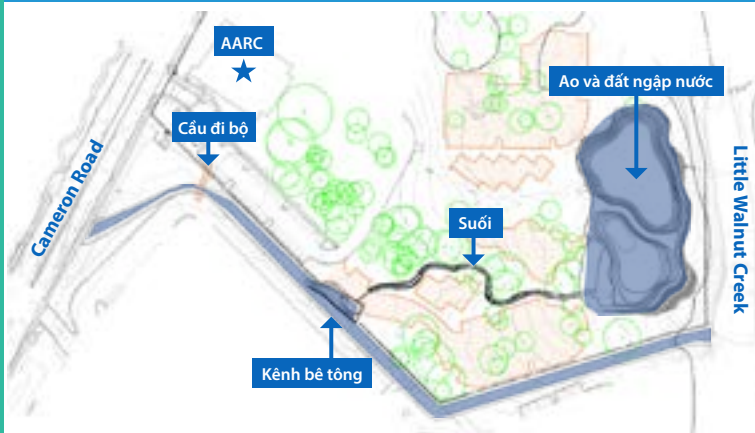 AARC
Ao và đất ngập nước
Cầu đi bộ
Cameron Road
Little Walnut Creek
Suối
Kênh bê tông